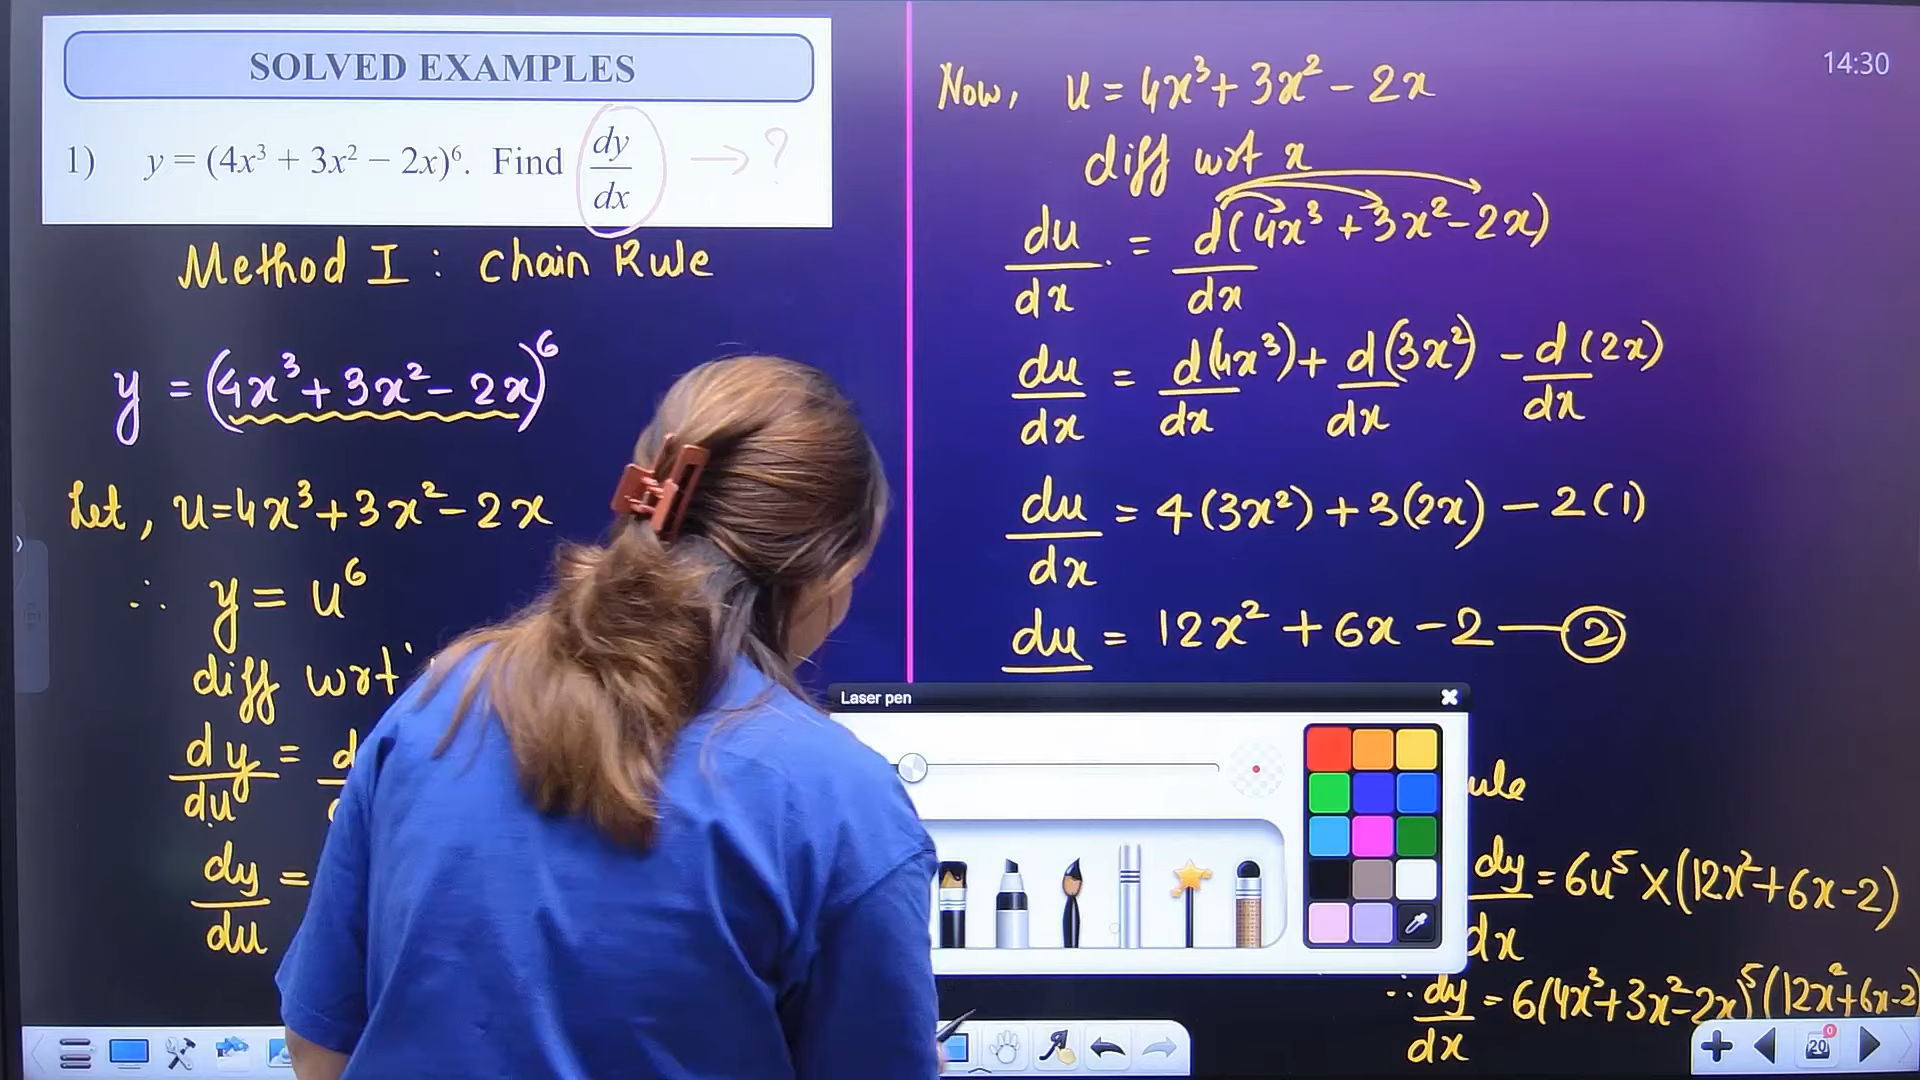 SOLVED EXAMPLES
1) y = (4x³ + 3x² − 2x)⁶. Find dy/dx → ?
Method I : Chain Rule
y = (4x³ + 3x² − 2x)⁶
Let, u = 4x³ + 3x² − 2x
∴ y = u⁶
diff wrt
dy/du = d
dy/du =
Now, u = 4x³ + 3x² − 2x
diff wrt x
du/dx = d/dx (4x³ + 3x² − 2x)
du/dx = d/dx (4x³) + d/dx (3x²) − d/dx (2x)
du/dx = 4(3x²) + 3(2x) − 2(1)
du = 12x² + 6x − 2 — ②
dy/dx = 6u⁵ × (12x² + 6x − 2)
∴ dy/dx = 6(4x³ + 3x² − 2x)⁵ (12x² + 6x − 2)
14:30
Laser pen
0
20